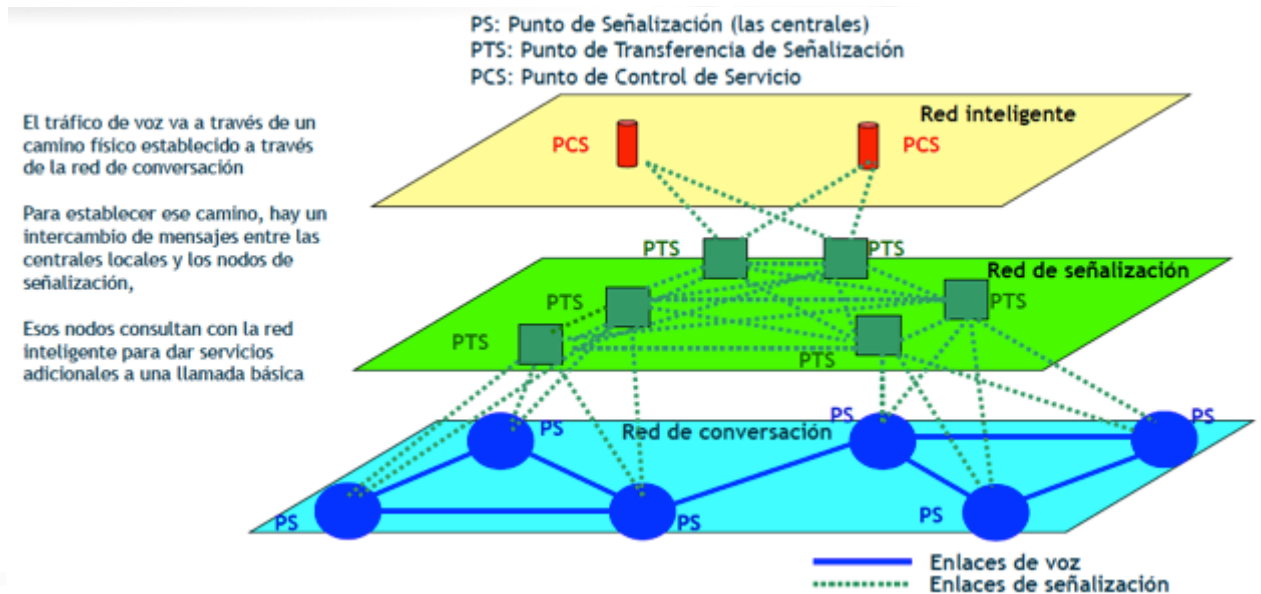 PS: Punto de Señalización (las centrales)
PTS: Punto de Transferencia de Señalización
PCS: Punto de Control de Servicio
El tráfico de voz va a través de un
camino físico establecido a través
de la red de conversación
Para establecer ese camino, hay un
intercambio de mensajes entre las
centrales locales y los nodos de
señalización,
Esos nodos consultan con la red
inteligente para dar servicios
adicionales a una llamada básica
Red inteligente
PCS
PCS
PTS
PTS
Red de señalización
PTS
PTS
PTS
PTS
PS
Red de conversación
PS
PS
PS
PS
PS
Enlaces de voz
Enlaces de señalización